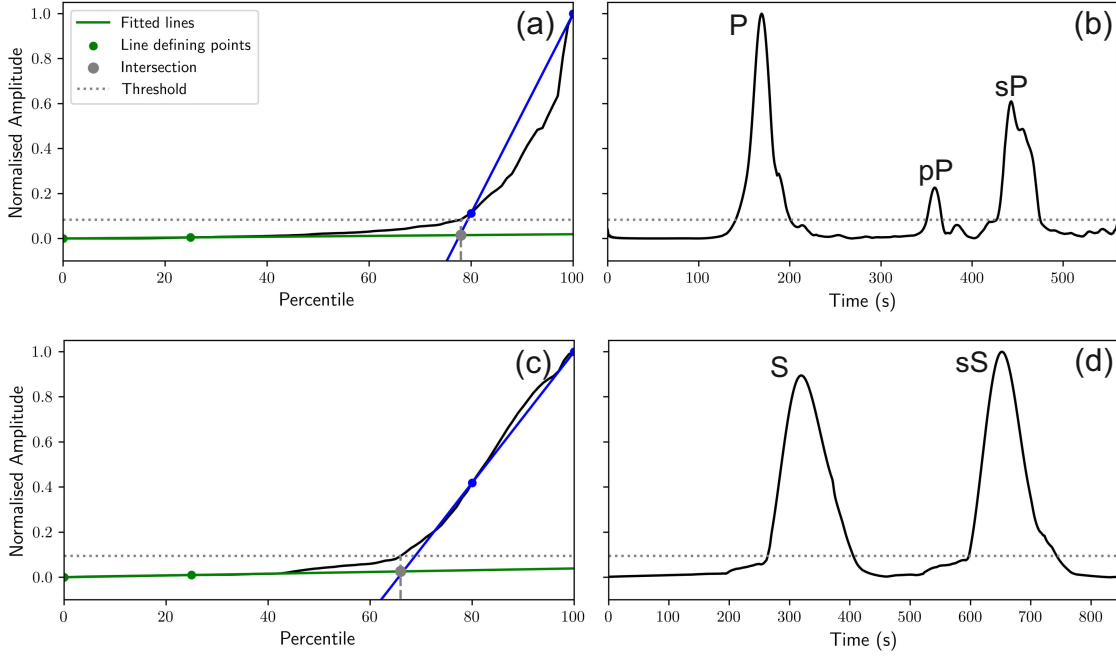 (a)
Fitted lines
Line defining points
Intersection
Threshold
Normalised Amplitude
1.0
0.8
0.6
0.4
0.2
0.0
0 20 40 60 80 100
Percentile
(b)
P
pP
sP
0 100 200 300 400 500
Time (s)
(c)
Normalised Amplitude
1.0
0.8
0.6
0.4
0.2
0.0
0 20 40 60 80 100
Percentile
(d)
S
sS
0 100 200 300 400 500 600 700 800
Time (s)